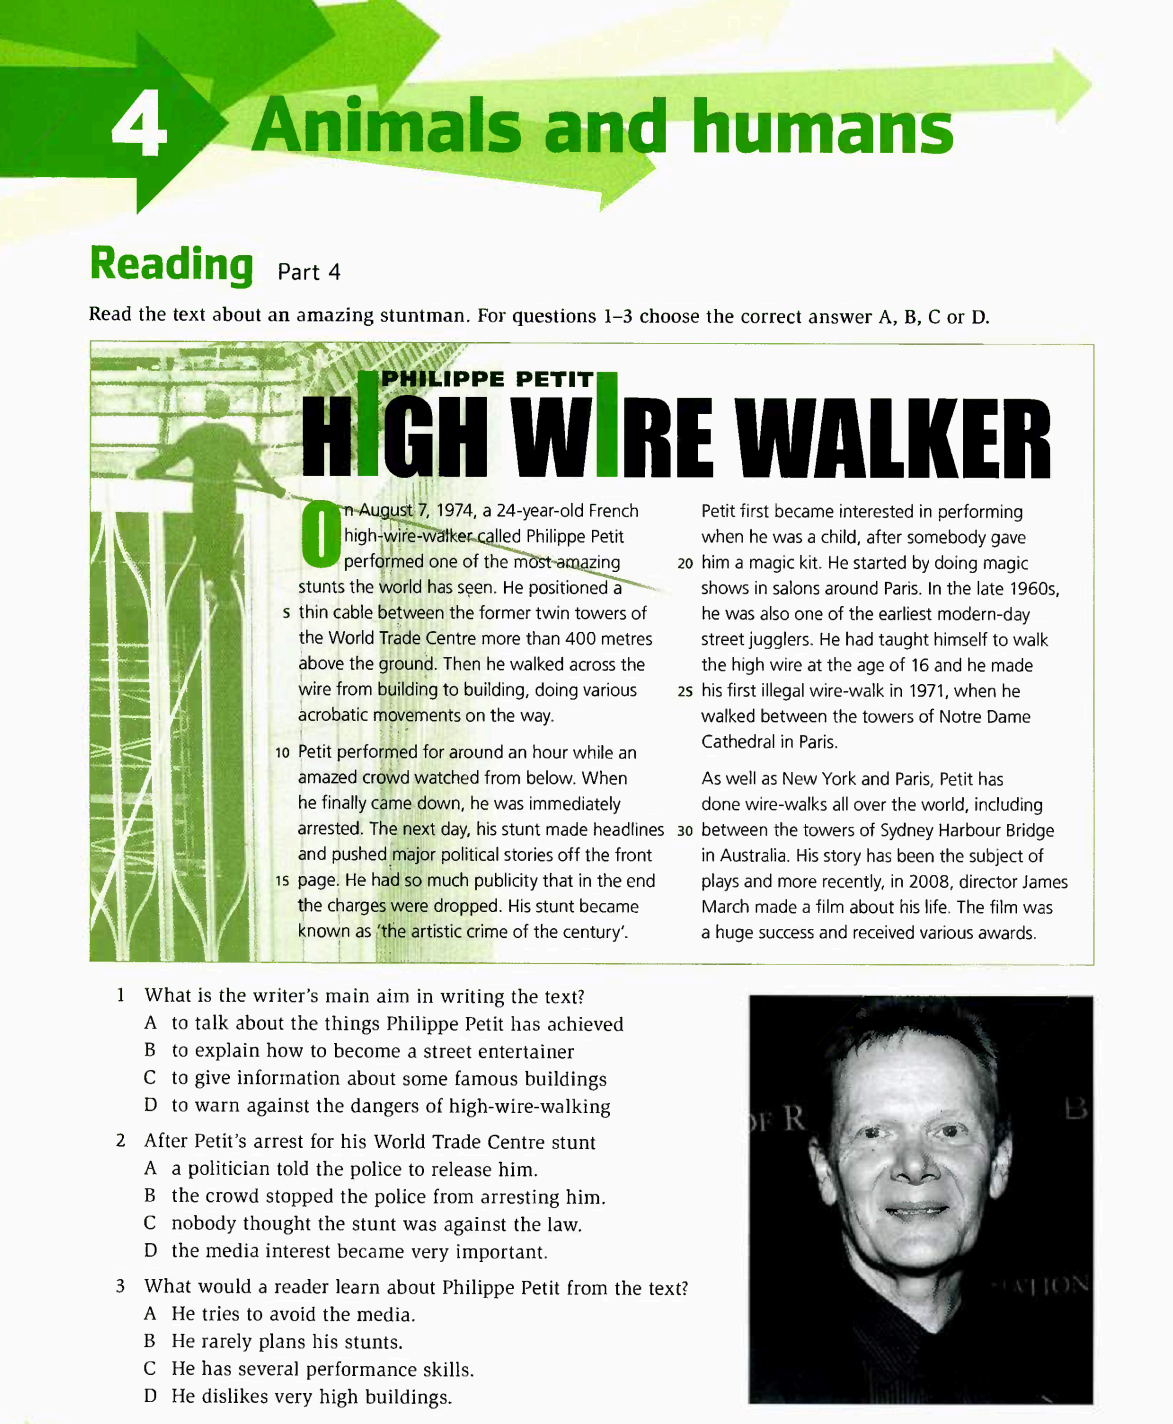 4 Animals and humans
Reading Part 4
Read the text about an amazing stuntman. For questions 1–3 choose the correct answer A, B, C or D.
PHILIPPE PETIT
HIGH WIRE WALKER
On August 7, 1974, a 24-year-old French
high-wire-walker called Philippe Petit
performed one of the most amazing
stunts the world has seen. He positioned a
5 thin cable between the former twin towers of
the World Trade Centre more than 400 metres
above the ground. Then he walked across the
wire from building to building, doing various
acrobatic movements on the way.
10 Petit performed for around an hour while an
amazed crowd watched from below. When
he finally came down, he was immediately
arrested. The next day, his stunt made headlines
and pushed major political stories off the front
15 page. He had so much publicity that in the end
the charges were dropped. His stunt became
known as 'the artistic crime of the century'.
Petit first became interested in performing
when he was a child, after somebody gave
20 him a magic kit. He started by doing magic
shows in salons around Paris. In the late 1960s,
he was also one of the earliest modern-day
street jugglers. He had taught himself to walk
the high wire at the age of 16 and he made
25 his first illegal wire-walk in 1971, when he
walked between the towers of Notre Dame
Cathedral in Paris.
As well as New York and Paris, Petit has
done wire-walks all over the world, including
30 between the towers of Sydney Harbour Bridge
in Australia. His story has been the subject of
plays and more recently, in 2008, director James
March made a film about his life. The film was
a huge success and received various awards.
1 What is the writer's main aim in writing the text?
A to talk about the things Philippe Petit has achieved
B to explain how to become a street entertainer
C to give information about some famous buildings
D to warn against the dangers of high-wire-walking
2 After Petit's arrest for his World Trade Centre stunt
A a politician told the police to release him.
B the crowd stopped the police from arresting him.
C nobody thought the stunt was against the law.
D the media interest became very important.
3 What would a reader learn about Philippe Petit from the text?
A He tries to avoid the media.
B He rarely plans his stunts.
C He has several performance skills.
D He dislikes very high buildings.
OF R
B